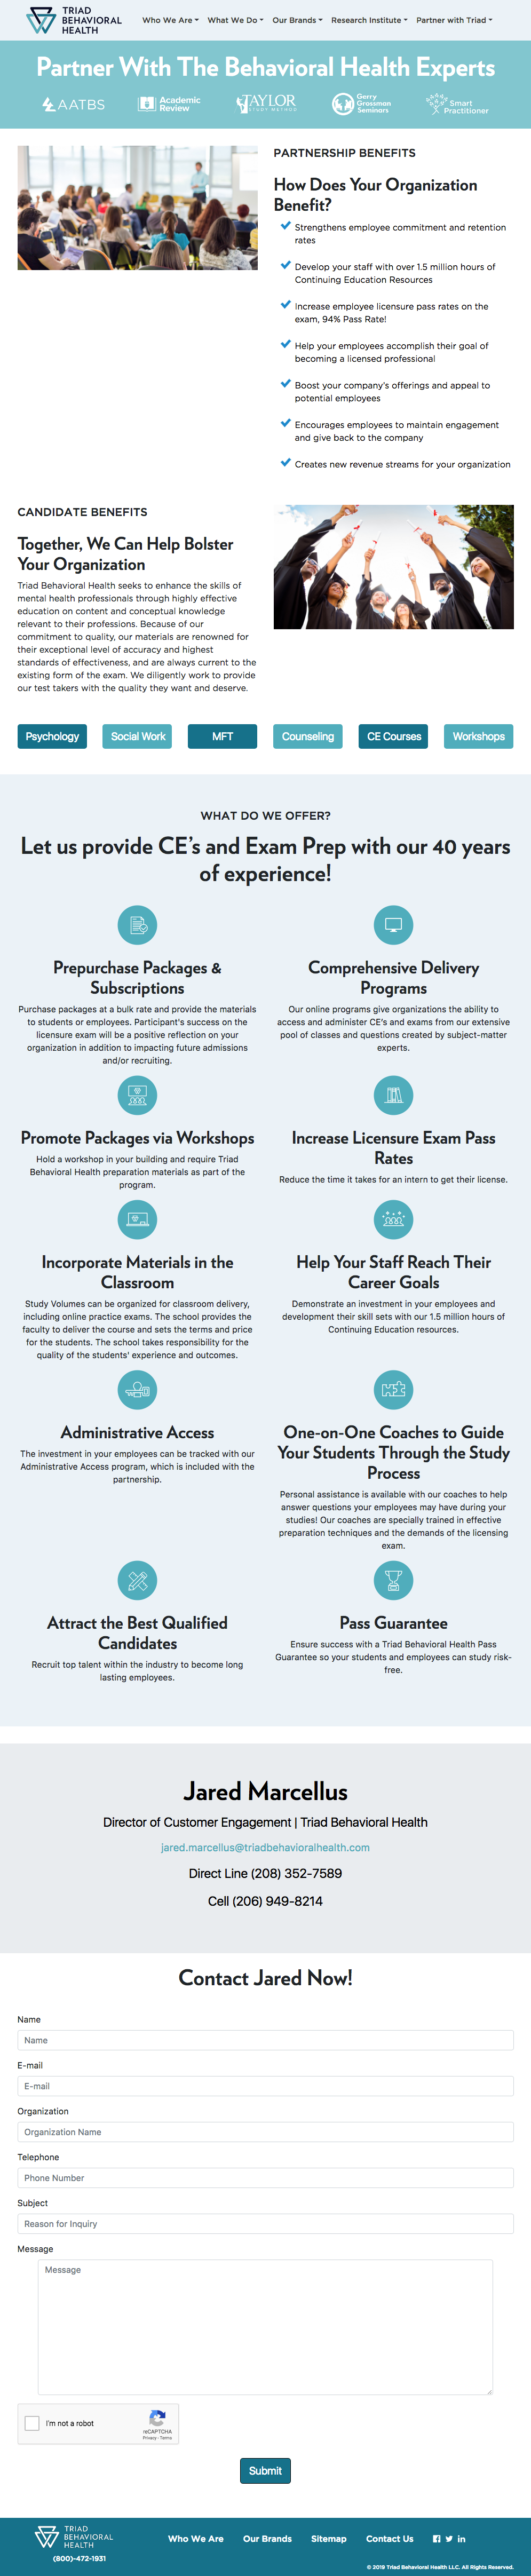 TRIAD
BEHAVIORAL
HEALTH
Who We Are What We Do Our Brands Research Institute Partner with Triad
Partner With The Behavioral Health Experts
AATBS
Academic
Review
TAYLOR
STUDY METHOD
Gerry
Grossman
Seminars
Smart
Practitioner
PARTNERSHIP BENEFITS
How Does Your Organization
Benefit?
Strengthens employee commitment and retention
rates
Develop your staff with over 1.5 million hours of
Continuing Education Resources
Increase employee licensure pass rates on the
exam, 94% Pass Rate!
Help your employees accomplish their goal of
becoming a licensed professional
Boost your company's offerings and appeal to
potential employees
Encourages employees to maintain engagement
and give back to the company
Creates new revenue streams for your organization
CANDIDATE BENEFITS
Together, We Can Help Bolster
Your Organization
Triad Behavioral Health seeks to enhance the skills of
mental health professionals through highly effective
education on content and conceptual knowledge
relevant to their professions. Because of our
commitment to quality, our materials are renowned for
their exceptional level of accuracy and highest
standards of effectiveness, and are always current to the
existing form of the exam. We diligently work to provide
our test takers with the quality they want and deserve.
Psychology Social Work MFT Counseling CE Courses Workshops
WHAT DO WE OFFER?
Let us provide CE's and Exam Prep with our 40 years
of experience!
Prepurchase Packages &
Subscriptions
Purchase packages at a bulk rate and provide the materials
to students or employees. Participant's success on the
licensure exam will be a positive reflection on your
organization in addition to impacting future admissions
and/or recruiting.
Comprehensive Delivery
Programs
Our online programs give organizations the ability to
access and administer CE's and exams from our extensive
pool of classes and questions created by subject-matter
experts.
Promote Packages via Workshops
Hold a workshop in your building and require Triad
Behavioral Health preparation materials as part of the
program.
Increase Licensure Exam Pass
Rates
Reduce the time it takes for an intern to get their license.
Incorporate Materials in the
Classroom
Study Volumes can be organized for classroom delivery,
including online practice exams. The school provides the
faculty to deliver the course and sets the terms and price
for the students. The school takes responsibility for the
quality of the students' experience and outcomes.
Help Your Staff Reach Their
Career Goals
Demonstrate an investment in your employees and
development their skill sets with our 1.5 million hours of
Continuing Education resources.
Administrative Access
The investment in your employees can be tracked with our
Administrative Access program, which is included with the
partnership.
One-on-One Coaches to Guide
Your Students Through the Study
Process
Personal assistance is available with our coaches to help
answer questions your employees may have during your
studies! Our coaches are specially trained in effective
preparation techniques and the demands of the licensing
exam.
Attract the Best Qualified
Candidates
Recruit top talent within the industry to become long
lasting employees.
Pass Guarantee
Ensure success with a Triad Behavioral Health Pass
Guarantee so your students and employees can study risk-
free.
Jared Marcellus
Director of Customer Engagement | Triad Behavioral Health
jared.marcellus@triadbehavioralhealth.com
Direct Line (208) 352-7589
Cell (206) 949-8214
Contact Jared Now!
Name
Name
E-mail
E-mail
Organization
Organization Name
Telephone
Phone Number
Subject
Reason for Inquiry
Message
Message
I'm not a robot
reCAPTCHA
Privacy - Terms
Submit
TRIAD
BEHAVIORAL
HEALTH
(800)-472-1931
Who We Are Our Brands Sitemap Contact Us
© 2019 Triad Behavioral Health LLC. All Rights Reserved.